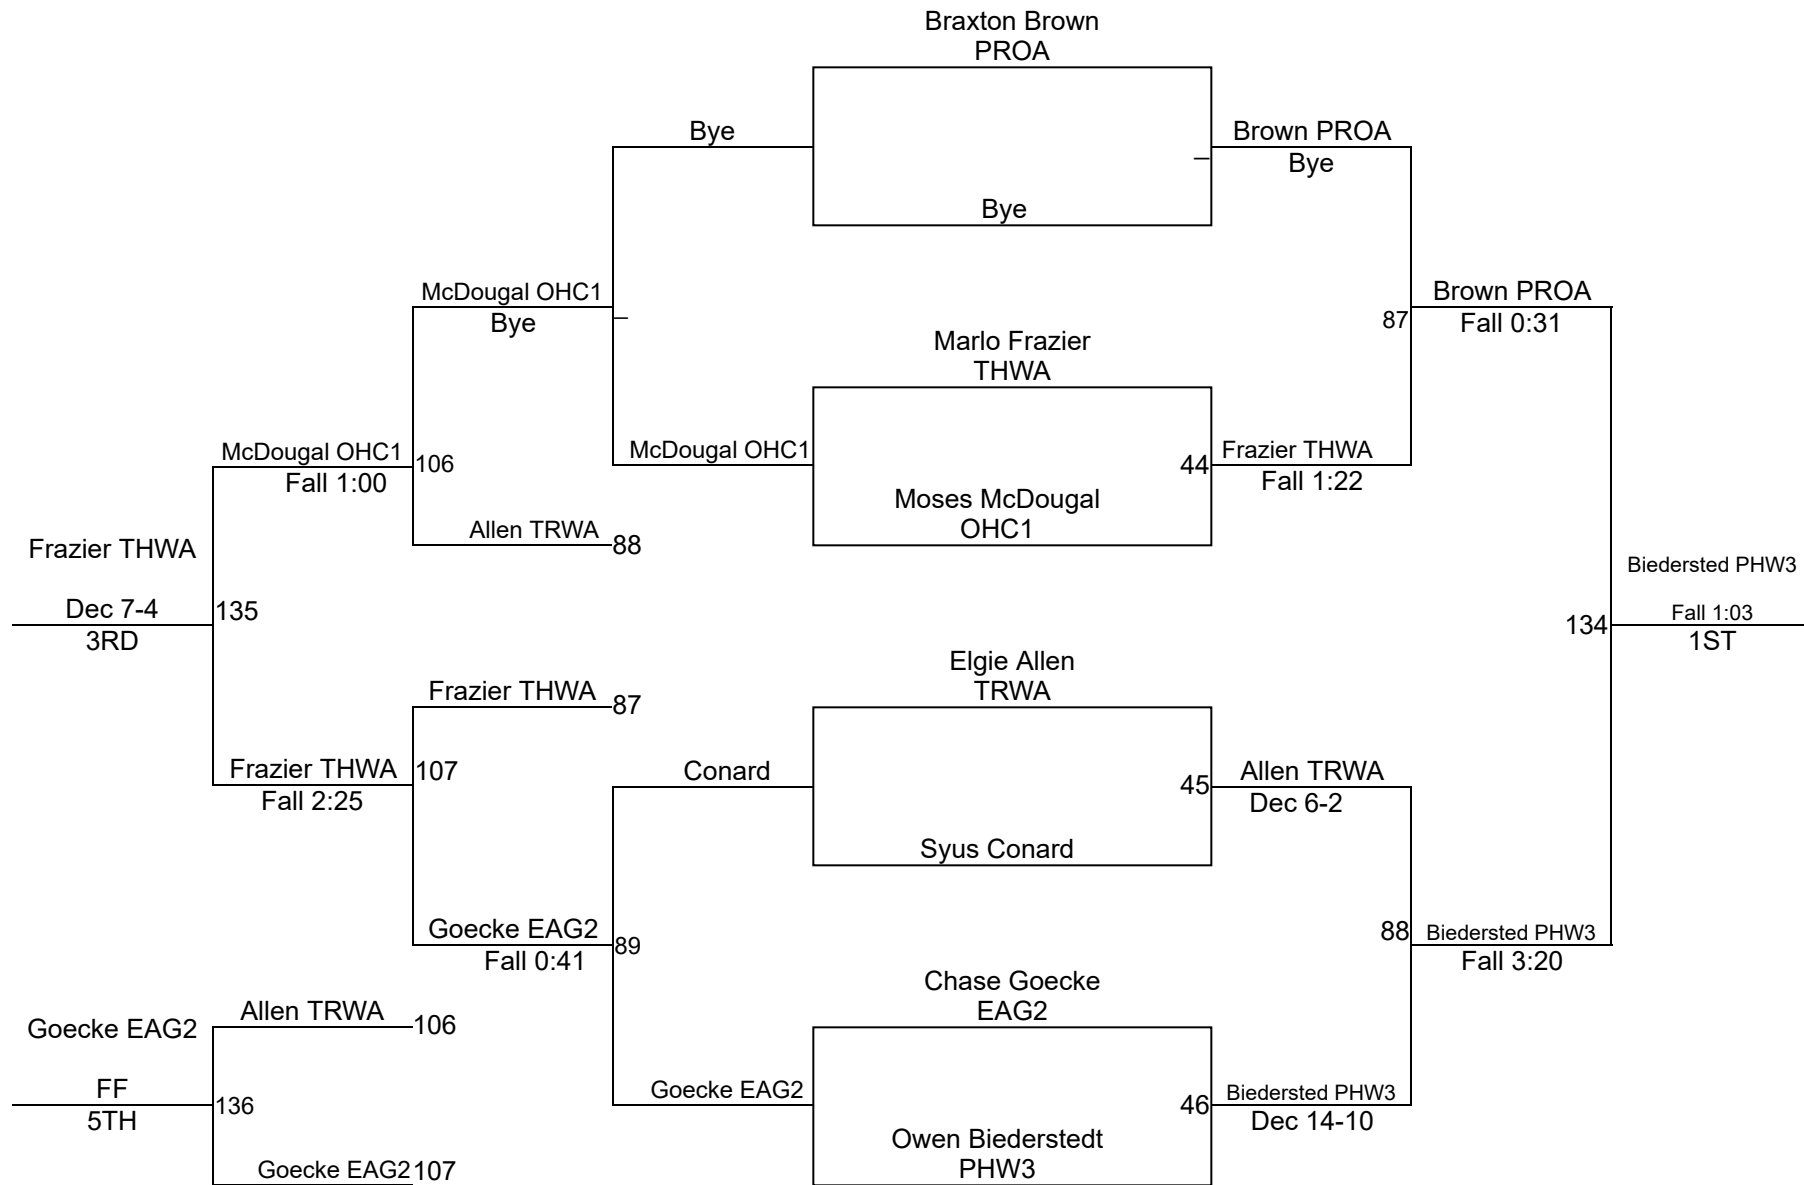 Braxton Brown
PROA
Bye
Brown PROA
Bye
Bye
McDougal OHC1
Bye
Brown PROA
Fall 0:31
87
Marlo Frazier
THWA
McDougal OHC1
Fall 1:00
106
McDougal OHC1
44
Frazier THWA
Fall 1:22
Moses McDougal
OHC1
Allen TRWA
88
Frazier THWA
Dec 7-4
3RD
135
Biedersted PHW3
Fall 1:03
1ST
134
Elgie Allen
TRWA
Frazier THWA
87
Frazier THWA
Fall 2:25
107
Conard
45
Allen TRWA
Dec 6-2
Syus Conard
Goecke EAG2
Fall 0:41
89
88
Biedersted PHW3
Fall 3:20
Chase Goecke
EAG2
Allen TRWA
106
Goecke EAG2
FF
5TH
136
Goecke EAG2
46
Biedersted PHW3
Dec 14-10
Owen Biederstedt
PHW3
Goecke EAG2
107